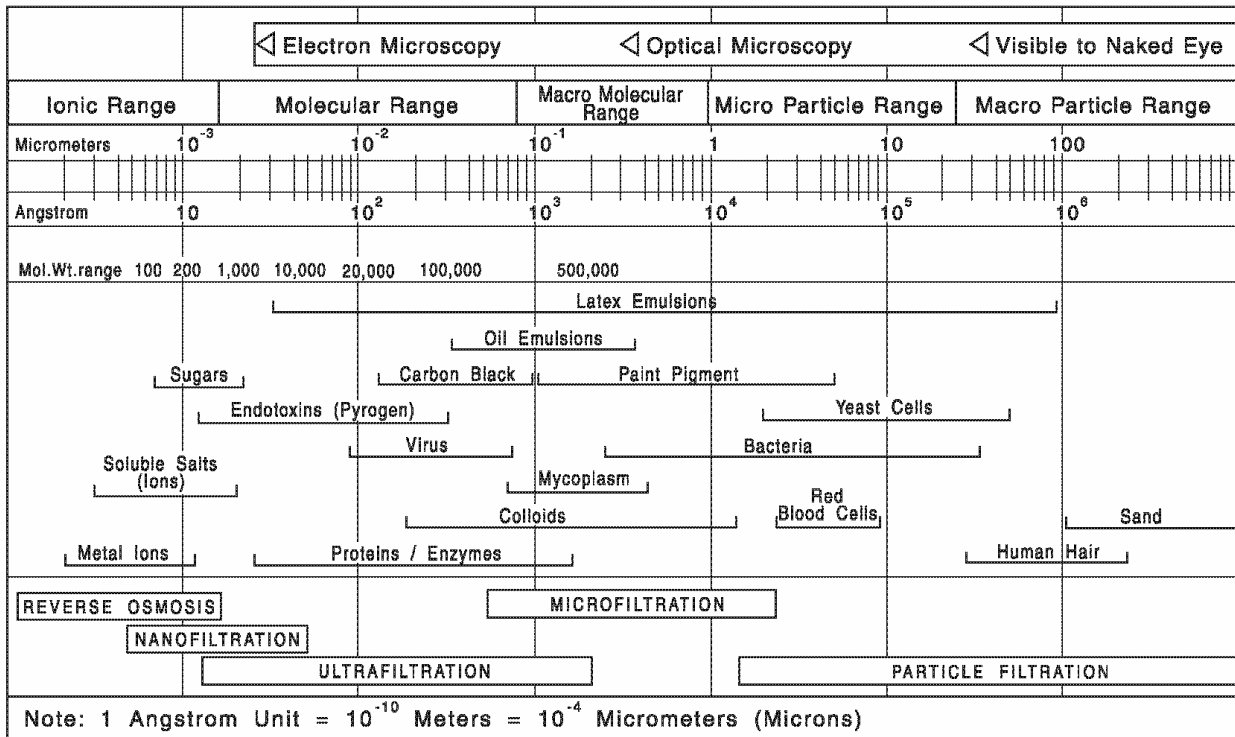 Electron Microscopy Optical Microscopy Visible to Naked Eye
Ionic Range Molecular Range Macro Molecular Range Micro Particle Range Macro Particle Range
Micrometers 10⁻³ 10⁻² 10⁻¹ 1 10 100
Angstrom 10 10² 10³ 10⁴ 10⁵ 10⁶
Mol.Wt.range 100 200 1,000 10,000 20,000 100,000 500,000
Latex Emulsions
Oil Emulsions
Sugars Carbon Black Paint Pigment
Endotoxins (Pyrogen) Yeast Cells
Virus Bacteria
Soluble Salts
(Ions)
Mycoplasm
Colloids
Red
Blood Cells
Sand
Metal Ions Proteins / Enzymes Human Hair
REVERSE OSMOSIS MICROFILTRATION
NANOFILTRATION
ULTRAFILTRATION PARTICLE FILTRATION
Note: 1 Angstrom Unit = 10⁻¹⁰ Meters = 10⁻⁴ Micrometers (Microns)